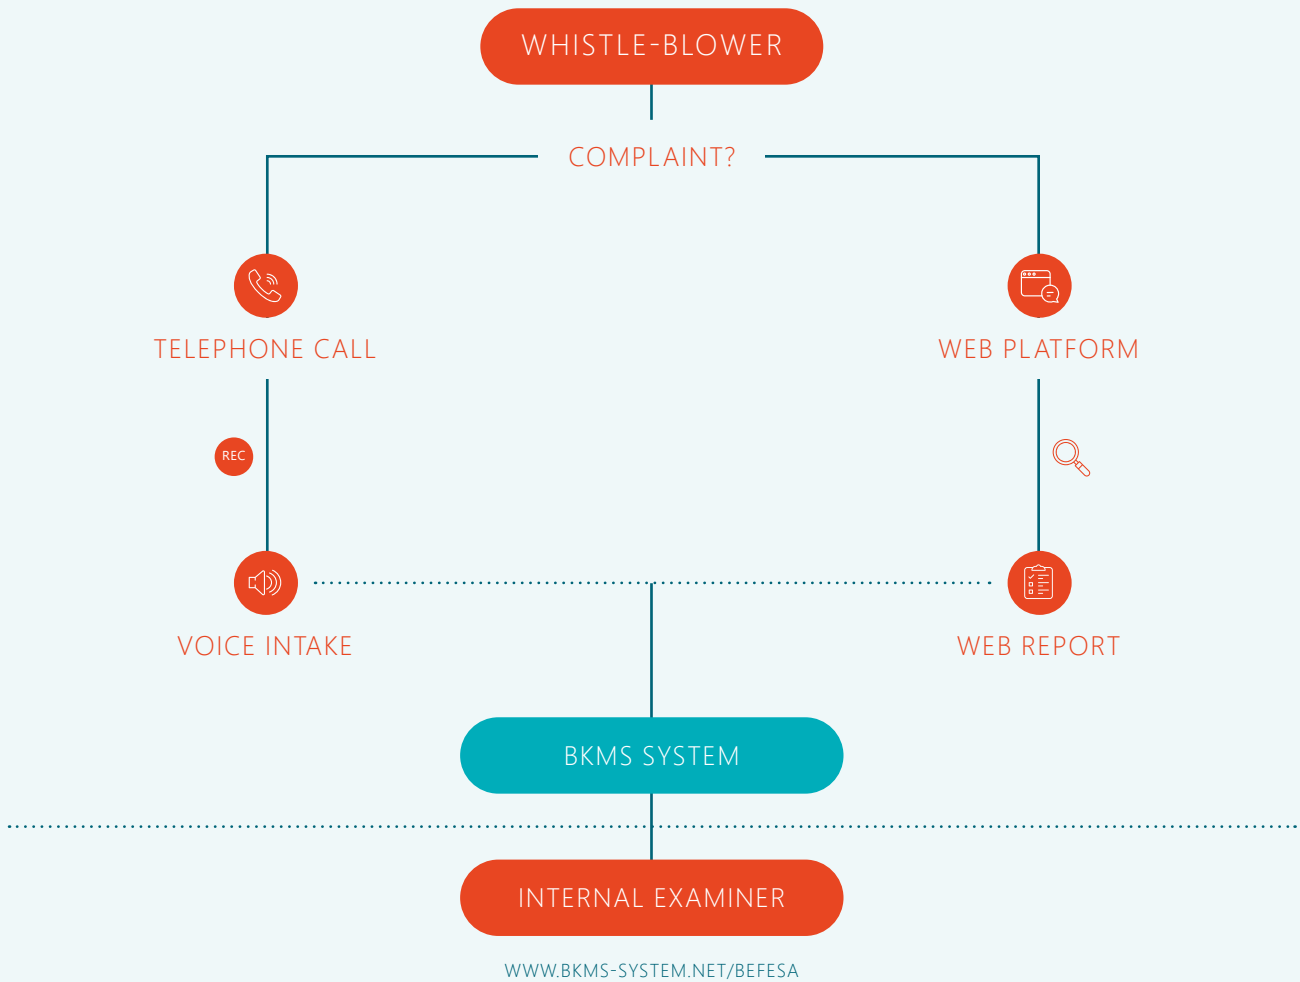 WHISTLE-BLOWER
COMPLAINT?
TELEPHONE CALL
WEB PLATFORM
REC
VOICE INTAKE
WEB REPORT
BKMS SYSTEM
INTERNAL EXAMINER
WWW.BKMS-SYSTEM.NET/BEFESA